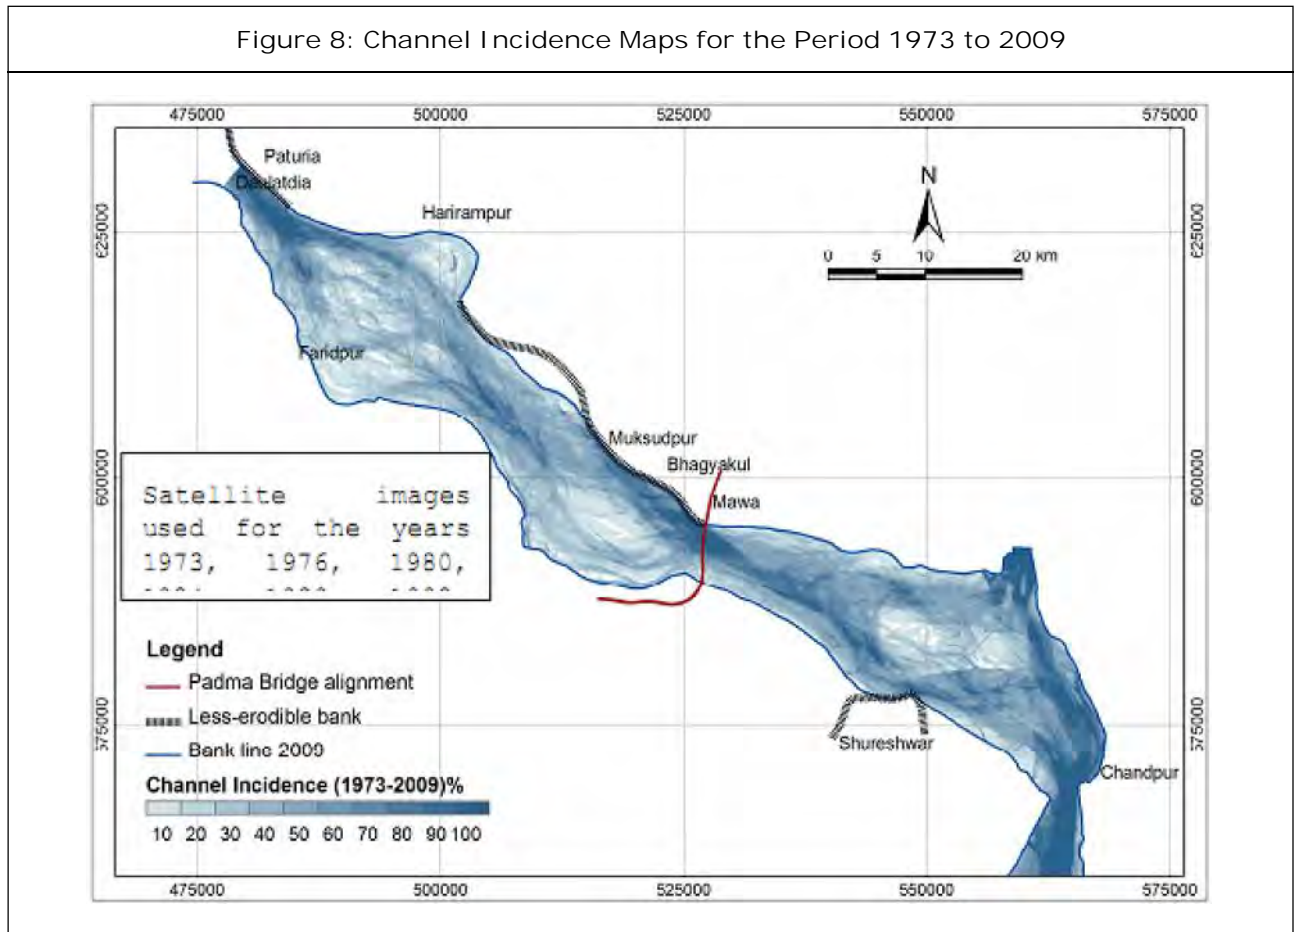 Figure 8: Channel Incidence Maps for the Period 1973 to 2009
475000 500000 525000 550000 575000
Paturia
Daulatdia
Harirampur
N
625000 625000
0 5 10 20 km
Faridpur
Muksudpur
Bhagyakul
600000 600000
Mawa
Satellite images
used for the years
1973, 1976, 1980,
Legend
Padma Bridge alignment
Less-erodible bank
Bank line 2009
Shureshwar
575000 575000
Chandpur
Channel Incidence (1973-2009)%
10 20 30 40 50 60 70 80 90 100
475000 500000 525000 550000 575000